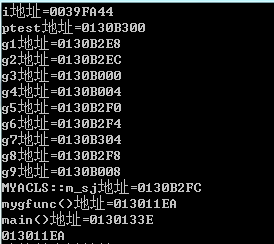 i地址=0039FA44
ptest地址=0130B300
g1地址=0130B2E8
g2地址=0130B2EC
g3地址=0130B000
g4地址=0130B004
g5地址=0130B2F0
g6地址=0130B2F4
g7地址=0130B304
g8地址=0130B2F8
g9地址=0130B008
MYACLS::m_sj地址=0130B2FC
mygfunc()地址=013011EA
main()地址=0130133E
013011EA